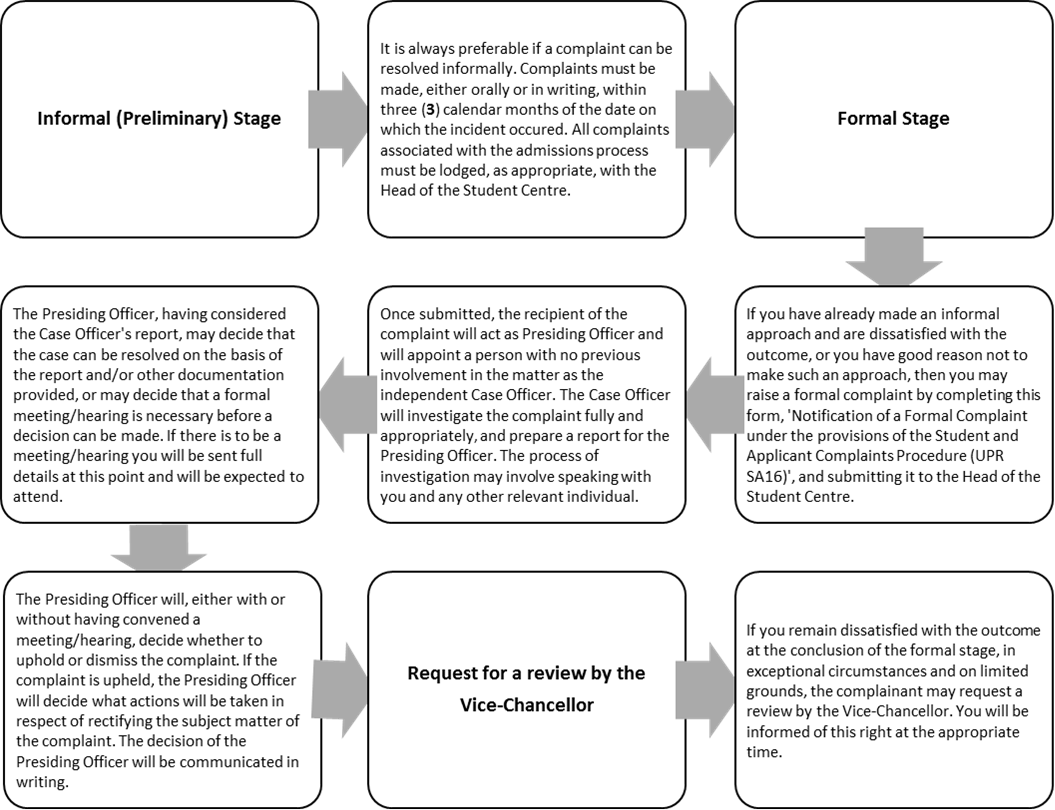 Informal (Preliminary) Stage
It is always preferable if a complaint can be
resolved informally. Complaints must be
made, either orally or in writing, within
three (3) calendar months of the date on
which the incident occured. All complaints
associated with the admissions process
must be lodged, as appropriate, with the
Head of the Student Centre.
Formal Stage
If you have already made an informal
approach and are dissatisfied with the
outcome, or you have good reason not to
make such an approach, then you may
raise a formal complaint by completing this
form, 'Notification of a Formal Complaint
under the provisions of the Student and
Applicant Complaints Procedure (UPR
SA16)', and submitting it to the Head of the
Student Centre.
Once submitted, the recipient of the
complaint will act as Presiding Officer and
will appoint a person with no previous
involvement in the matter as the
independent Case Officer. The Case Officer
will investigate the complaint fully and
appropriately, and prepare a report for the
Presiding Officer. The process of
investigation may involve speaking with
you and any other relevant individual.
The Presiding Officer, having considered
the Case Officer's report, may decide that
the case can be resolved on the basis of
the report and/or other documentation
provided, or may decide that a formal
meeting/hearing is necessary before a
decision can be made. If there is to be a
meeting/hearing you will be sent full
details at this point and will be expected to
attend.
The Presiding Officer will, either with or
without having convened a
meeting/hearing, decide whether to
uphold or dismiss the complaint. If the
complaint is upheld, the Presiding Officer
will decide what actions will be taken in
respect of rectifying the subject matter of
the complaint. The decision of the
Presiding Officer will be communicated in
writing.
Request for a review by the
Vice-Chancellor
If you remain dissatisfied with the outcome
at the conclusion of the formal stage, in
exceptional circumstances and on limited
grounds, the complainant may request a
review by the Vice-Chancellor. You will be
informed of this right at the appropriate
time.